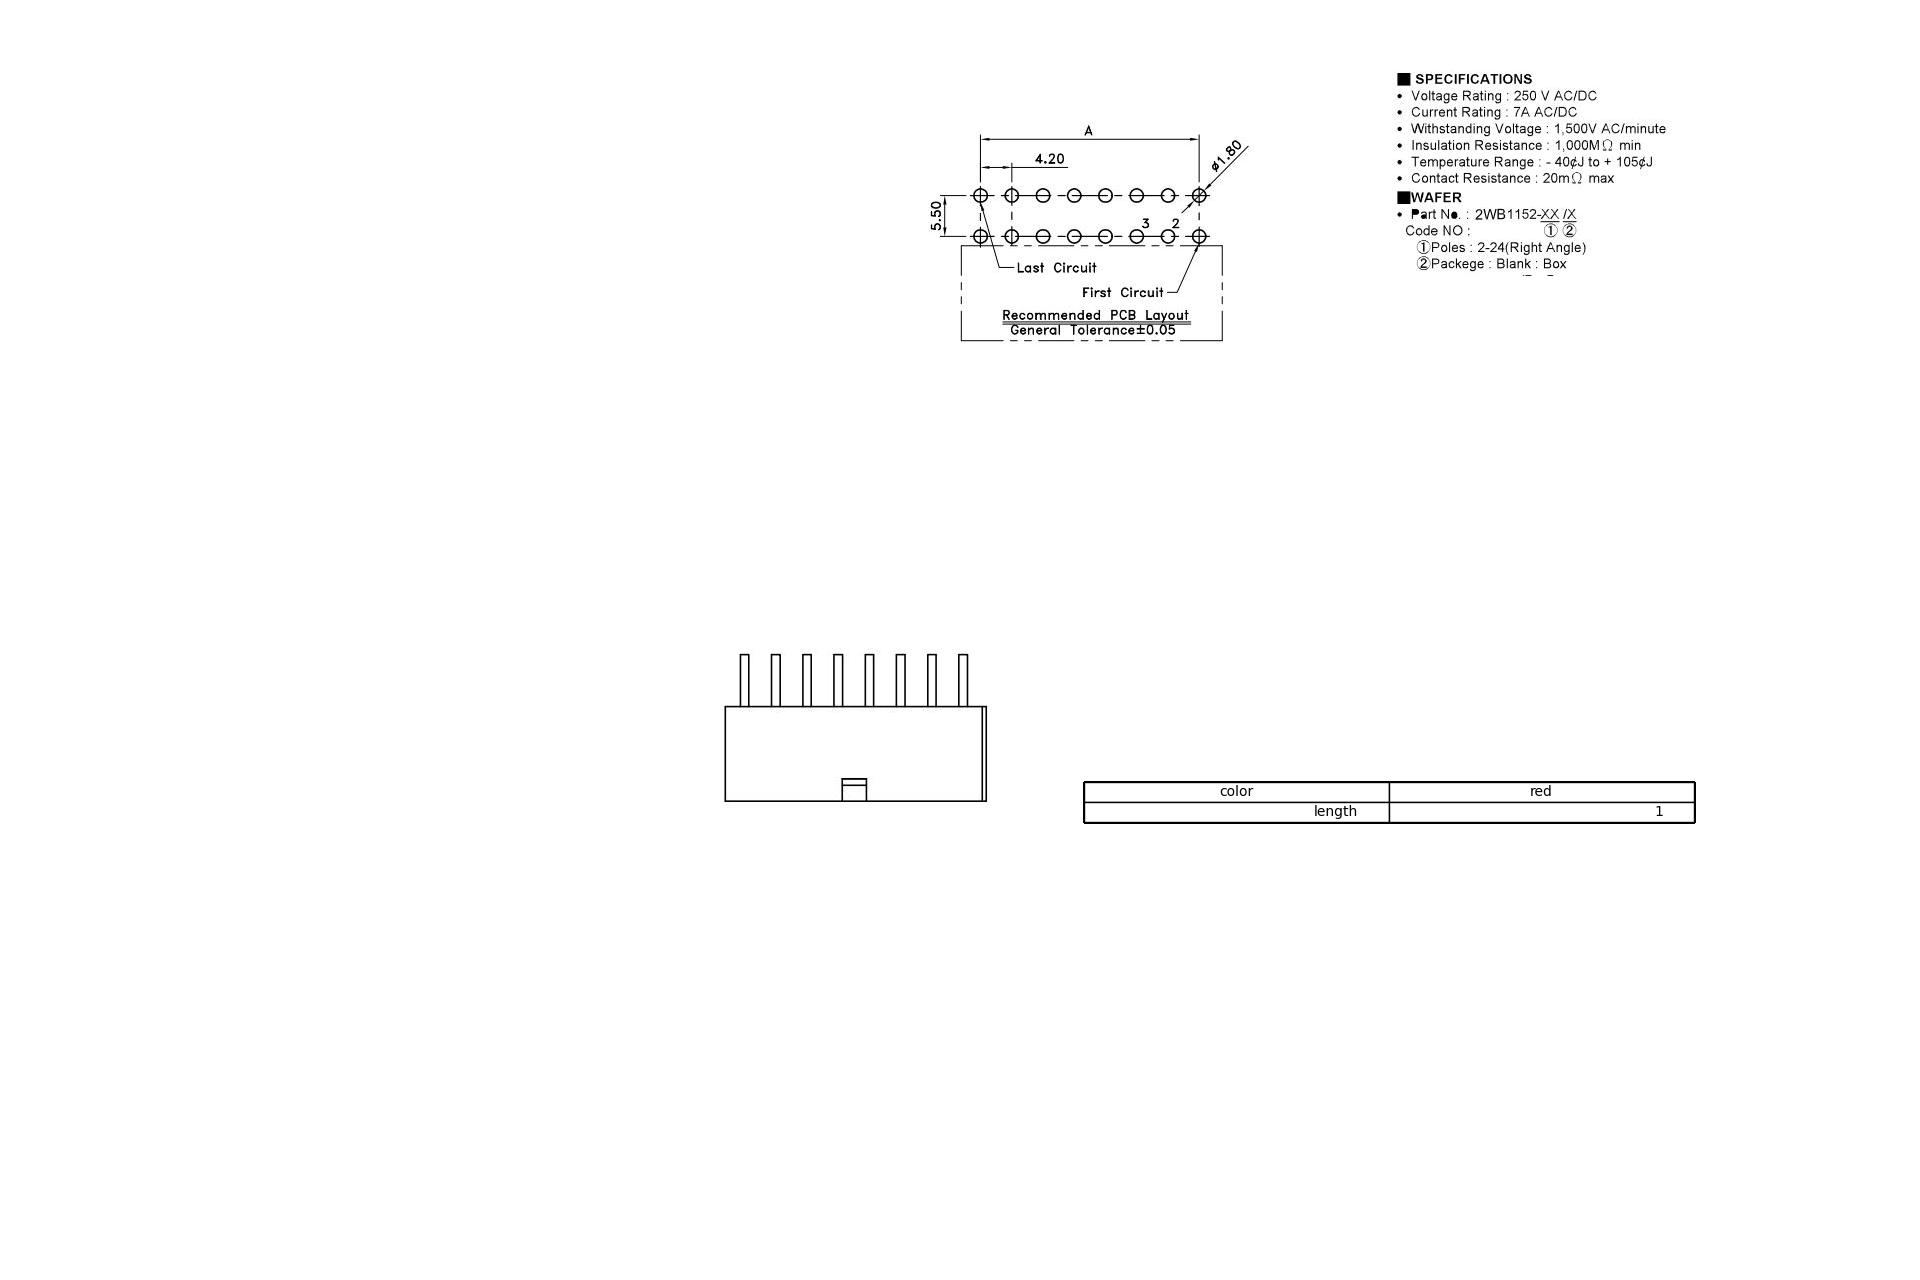 A
4.20
ø1.80
5.50
3 2
Last Circuit
First Circuit
Recommended PCB Layout
General Tolerance±0.05
■ SPECIFICATIONS
• Voltage Rating : 250 V AC/DC
• Current Rating : 7A AC/DC
• Withstanding Voltage : 1,500V AC/minute
• Insulation Resistance : 1,000MΩ min
• Temperature Range : - 40¢J to + 105¢J
• Contact Resistance : 20mΩ max
■WAFER
• Part No. : 2WB1152-XX /X
Code NO : ① ②
①Poles : 2-24(Right Angle)
②Packege : Blank : Box
color red
length 1